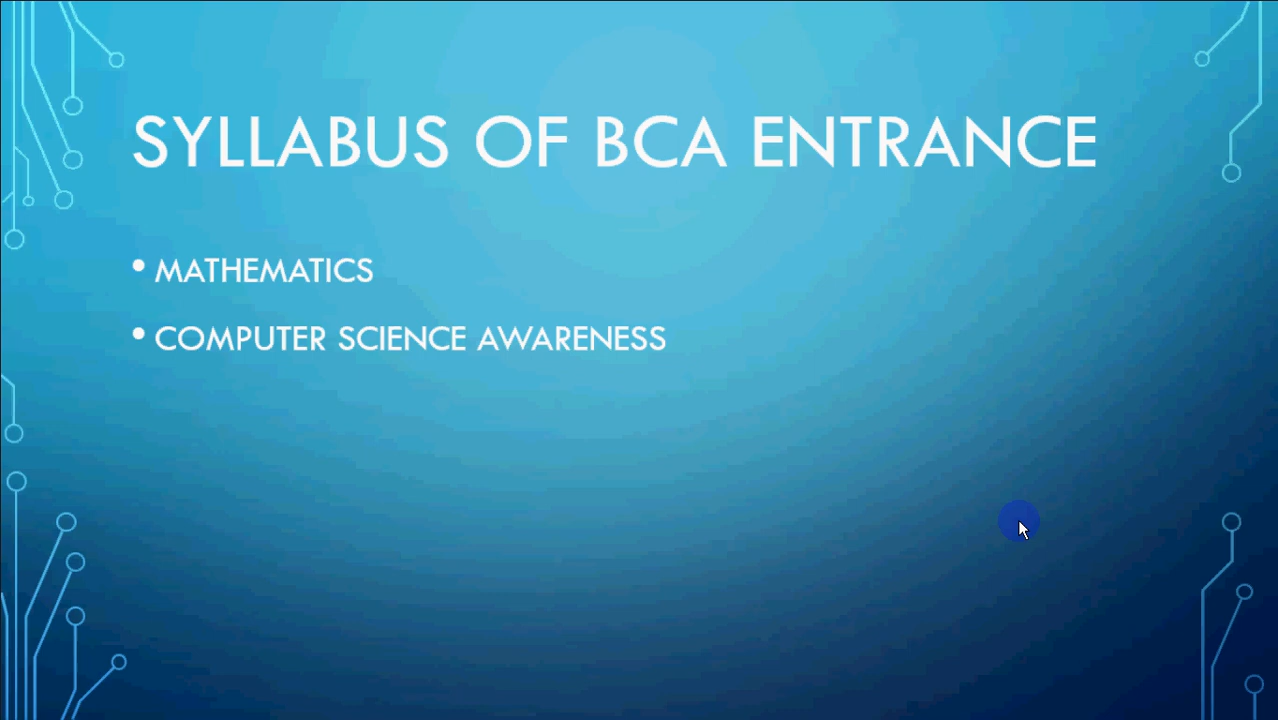 SYLLABUS OF BCA ENTRANCE
• MATHEMATICS
• COMPUTER SCIENCE AWARENESS